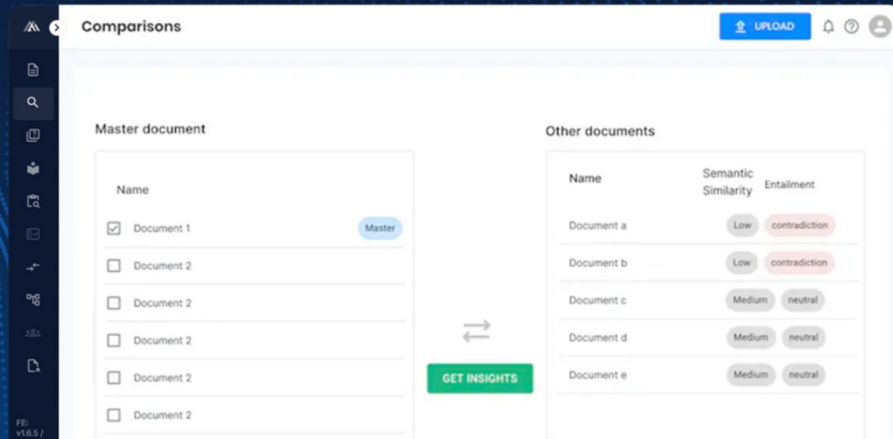 Comparisons
UPLOAD
Master document
Name
Document 1 Master
Document 2
Document 2
Document 2
Document 2
Document 2
GET INSIGHTS
Other documents
Name Semantic Similarity Entailment
Document a Low contradiction
Document b Low contradiction
Document c Medium neutral
Document d Medium neutral
Document e Medium neutral
FE:
v1.6.5 /